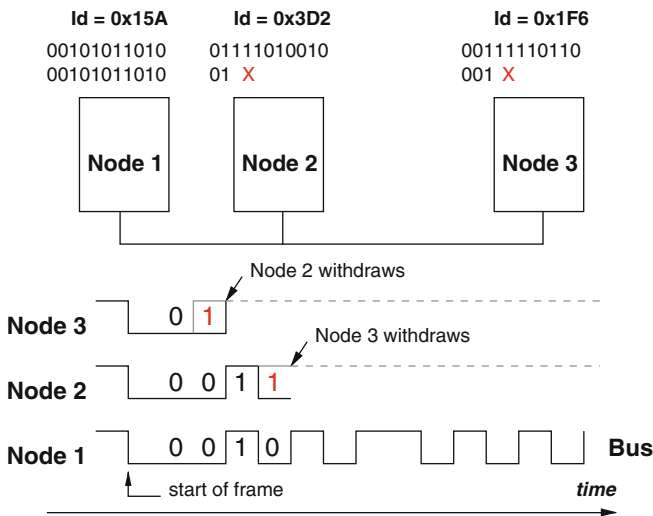 Id = 0x15A Id = 0x3D2 Id = 0x1F6
00101011010 01111010010 00111110110
00101011010 01 X 001 X
Node 1 Node 2 Node 3
Node 2 withdraws
Node 3 0 1
Node 3 withdraws
Node 2 0 0 1 1
Node 1 0 0 1 0 Bus
start of frame time